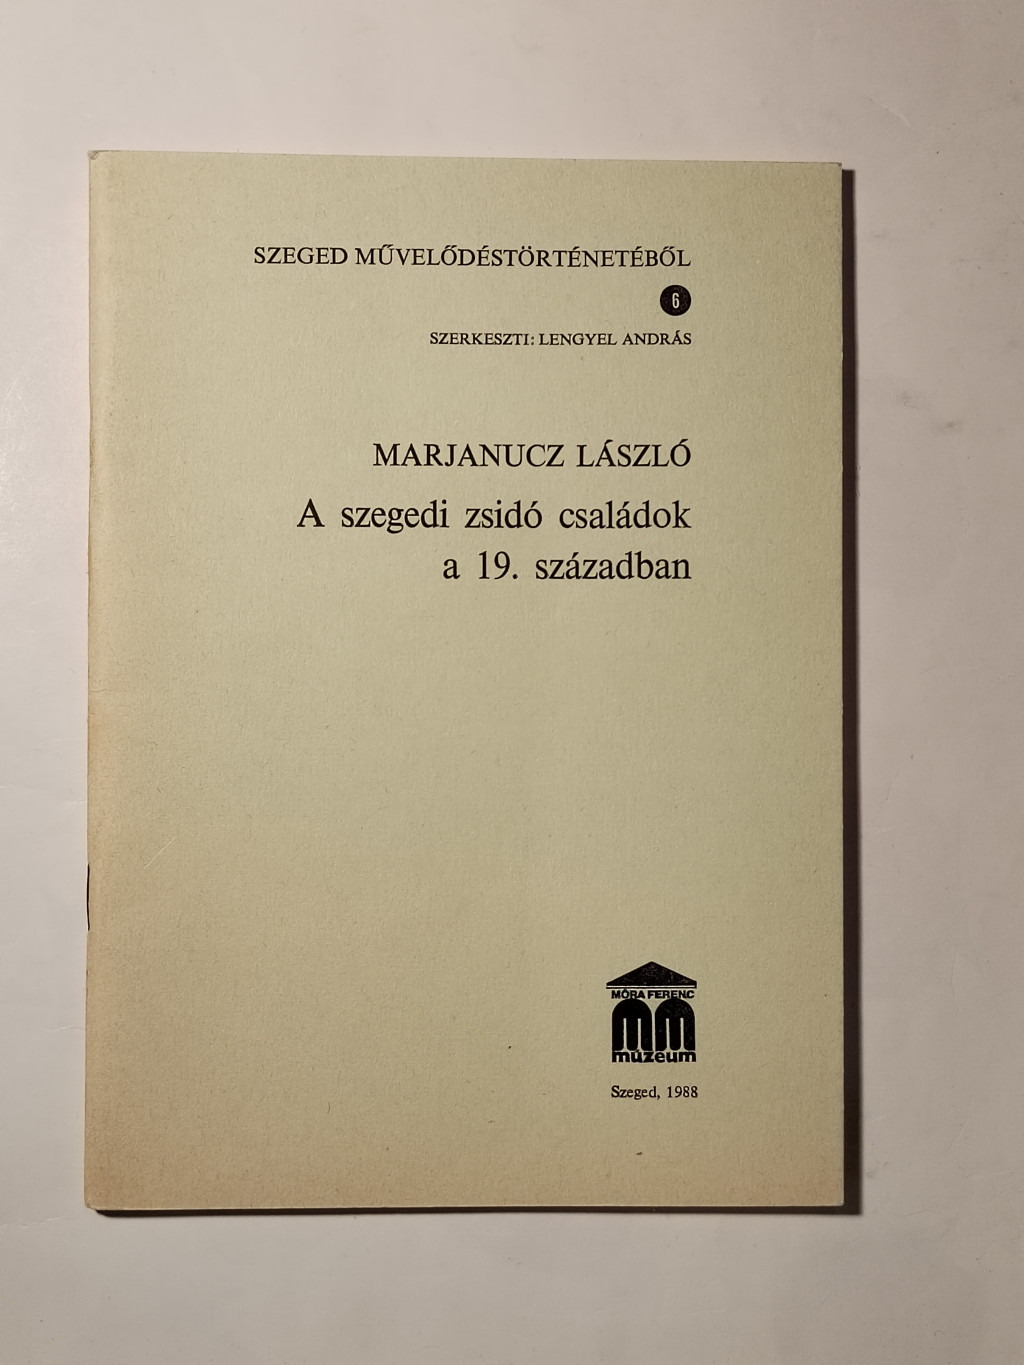 SZEGED MŰVELŐDÉSTÖRTÉNETÉBŐL
6
SZERKESZTI: LENGYEL ANDRÁS
MARJANUCZ LÁSZLÓ
A szegedi zsidó családok
a 19. században
MÓRA FERENC
mm
múzeum
Szeged, 1988